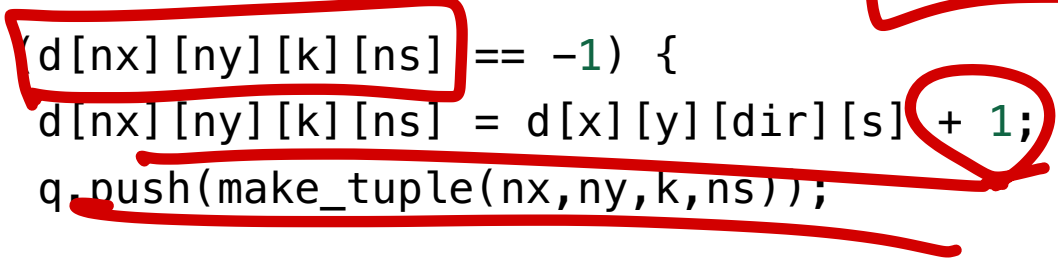 (d[nx][ny][k][ns] == -1) {
d[nx][ny][k][ns] = d[x][y][dir][s] + 1;
q.push(make_tuple(nx,ny,k,ns));